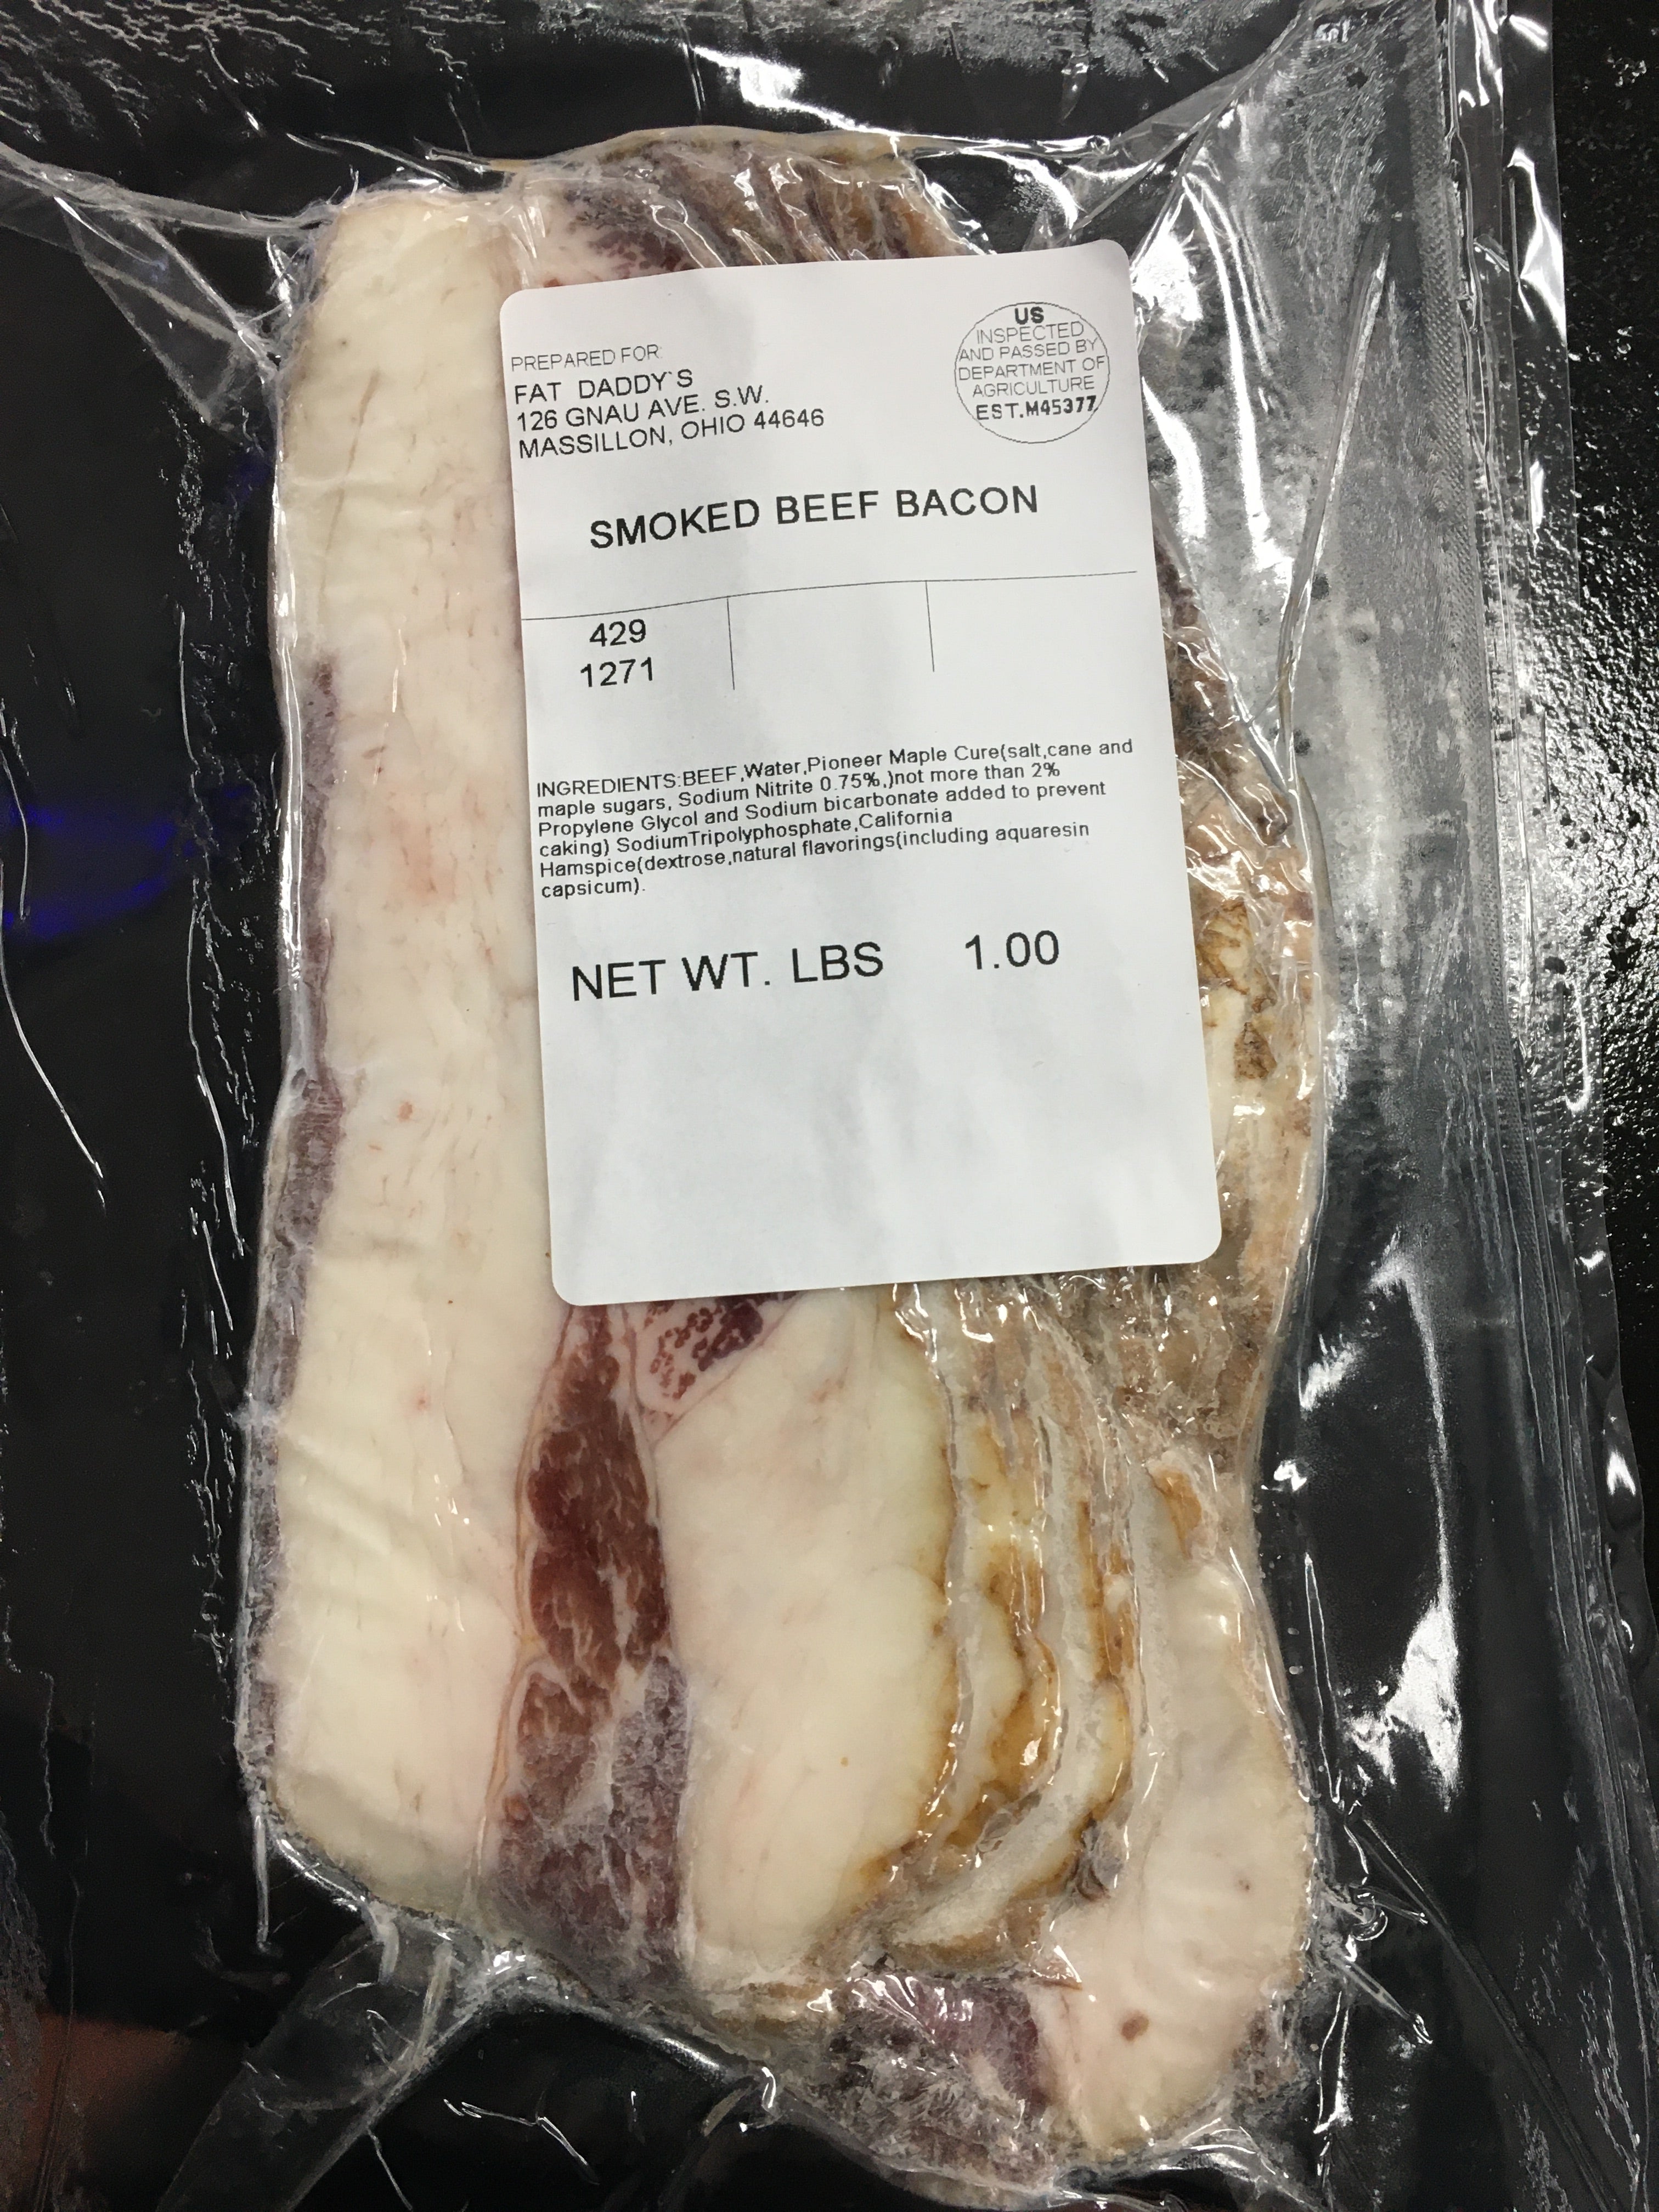 PREPARED FOR:
FAT DADDY`S
126 GNAU AVE. S.W.
MASSILLON, OHIO 44646
US
INSPECTED
AND PASSED BY
DEPARTMENT OF
AGRICULTURE
EST.M45377
SMOKED BEEF BACON
429
1271
INGREDIENTS:BEEF,Water,Pioneer Maple Cure(salt,cane and
maple sugars, Sodium Nitrite 0.75%,)not more than 2%
Propylene Glycol and Sodium bicarbonate added to prevent
caking) SodiumTripolyphosphate,California
Hamspice(dextrose,natural flavorings(including aquaresin
capsicum).
NET WT. LBS 1.00